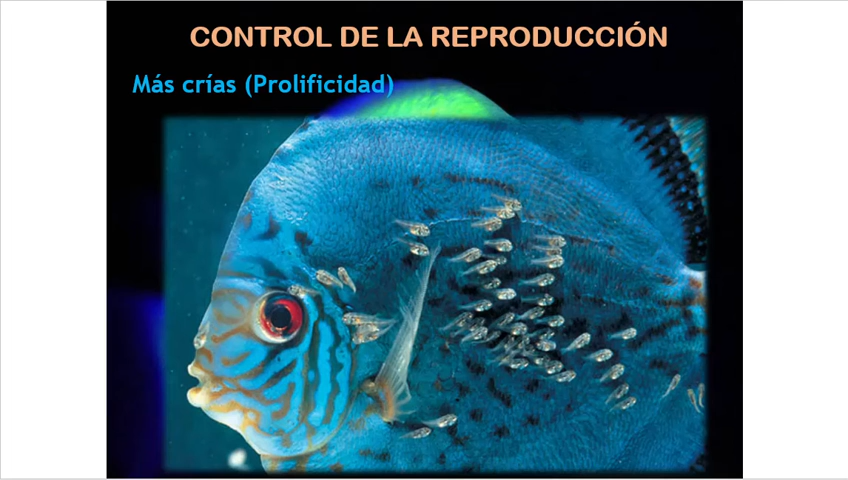 CONTROL DE LA REPRODUCCIÓN
Más crías (Prolificidad)